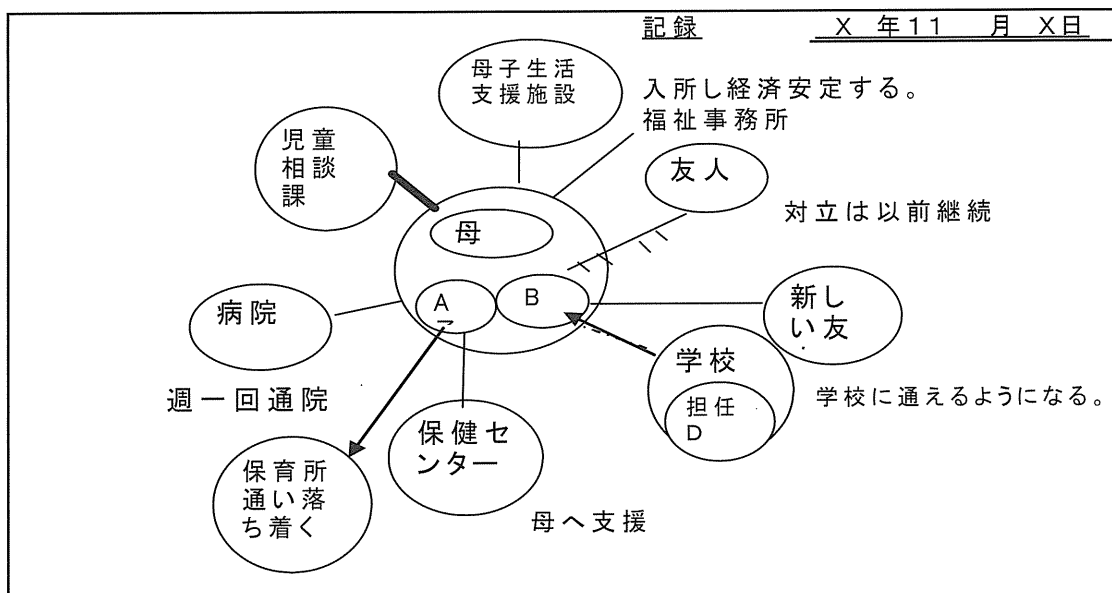 記録
X 年11 月 X日
母子生活
支援施設
入所し経済安定する。
福祉事務所
児童
相談
課
友人
対立は以前継続
母
A
B
病院
新し
い友
週一回通院
学校
担任
D
学校に通えるようになる。
保健セ
ンター
保育所
通い落
ち着く
母へ支援